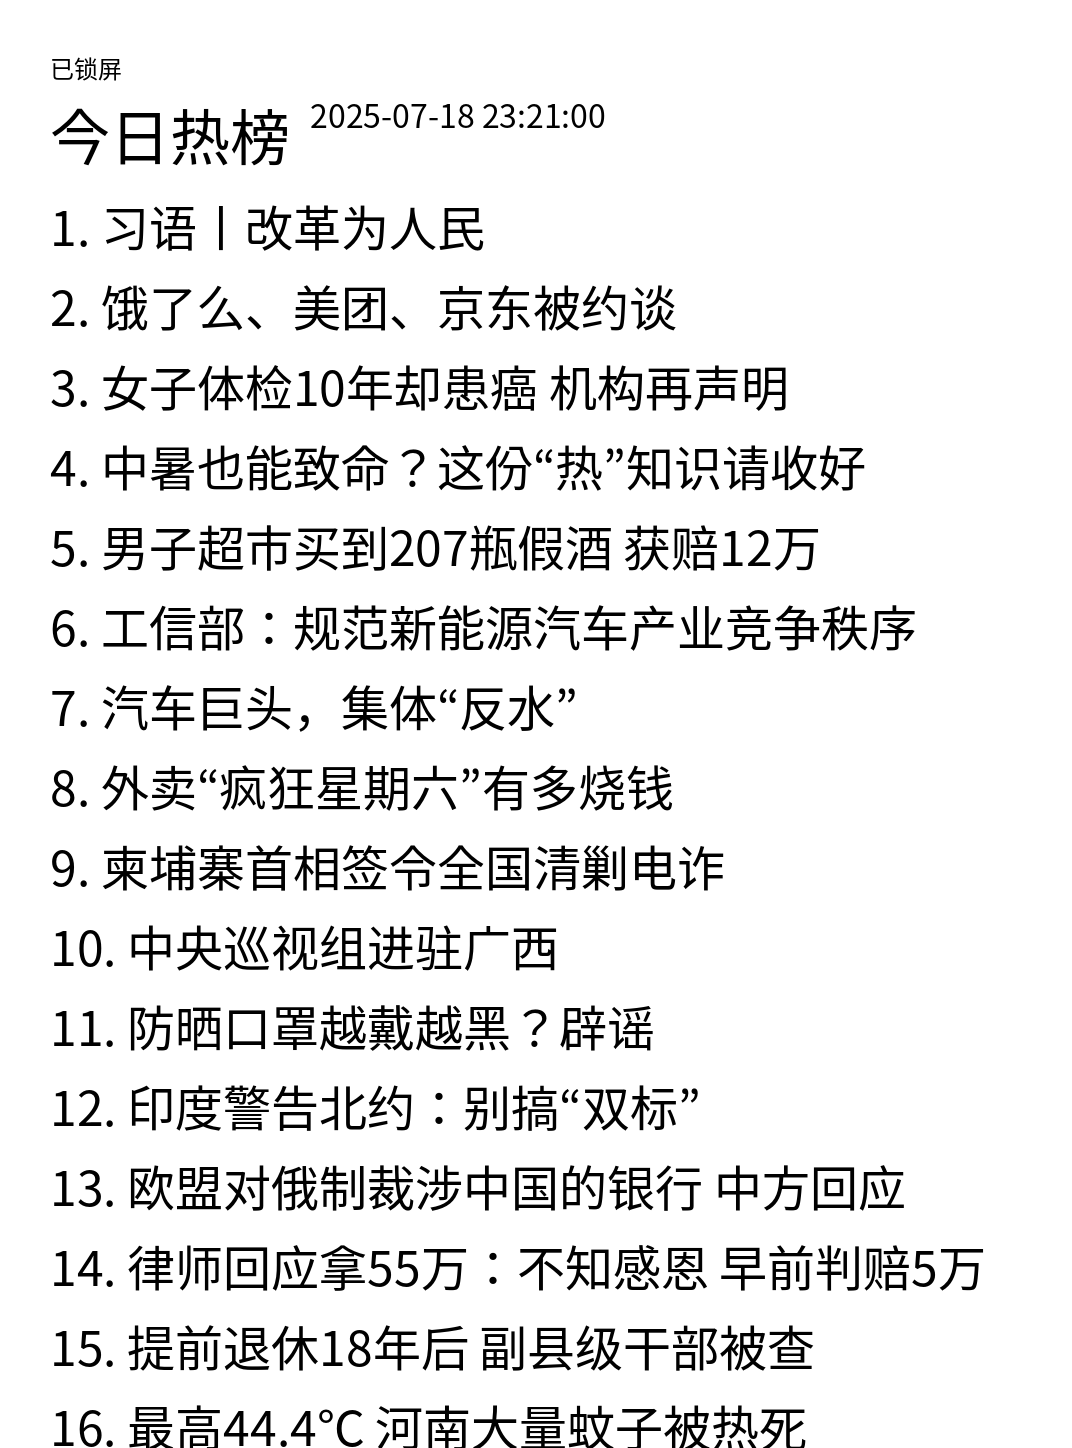 已锁屏
今日热榜 2025-07-18 23:21:00
1. 习语丨改革为人民
2. 饿了么、美团、京东被约谈
3. 女子体检10年却患癌 机构再声明
4. 中暑也能致命？这份“热”知识请收好
5. 男子超市买到207瓶假酒 获赔12万
6. 工信部：规范新能源汽车产业竞争秩序
7. 汽车巨头，集体“反水”
8. 外卖“疯狂星期六”有多烧钱
9. 柬埔寨首相签令全国清剿电诈
10. 中央巡视组进驻广西
11. 防晒口罩越戴越黑？辟谣
12. 印度警告北约：别搞“双标”
13. 欧盟对俄制裁涉中国的银行 中方回应
14. 律师回应拿55万：不知感恩 早前判赔5万
15. 提前退休18年后 副县级干部被查
16. 最高44.4℃ 河南大量蚊子被热死